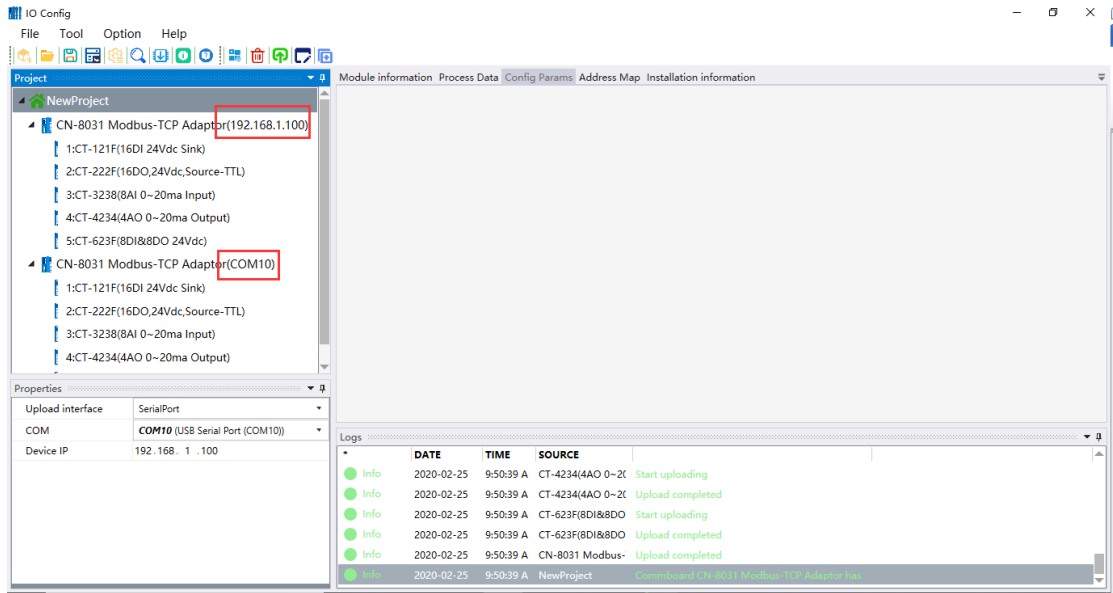 IO Config
File Tool Option Help
Project
NewProject
CN-8031 Modbus-TCP Adaptor(192.168.1.100)
1:CT-121F(16DI 24Vdc Sink)
2:CT-222F(16DO,24Vdc,Source-TTL)
3:CT-3238(8AI 0~20ma Input)
4:CT-4234(4AO 0~20ma Output)
5:CT-623F(8DI&8DO 24Vdc)
CN-8031 Modbus-TCP Adaptor(COM10)
1:CT-121F(16DI 24Vdc Sink)
2:CT-222F(16DO,24Vdc,Source-TTL)
3:CT-3238(8AI 0~20ma Input)
4:CT-4234(4AO 0~20ma Output)
Properties
Upload interface SerialPort
COM COM10 (USB Serial Port (COM10))
Device IP 192.168. 1 .100
Module information Process Data Config Params Address Map Installation information
Logs
* DATE TIME SOURCE
Info 2020-02-25 9:50:39 A CT-4234(4AO 0~20 Start uploading
Info 2020-02-25 9:50:39 A CT-4234(4AO 0~20 Upload completed
Info 2020-02-25 9:50:39 A CT-623F(8DI&8DO Start uploading
Info 2020-02-25 9:50:39 A CT-623F(8DI&8DO Upload completed
Info 2020-02-25 9:50:39 A CN-8031 Modbus- Upload completed
Info 2020-02-25 9:50:39 A NewProject Commboard CN-8031 Modbus-TCP Adaptor has